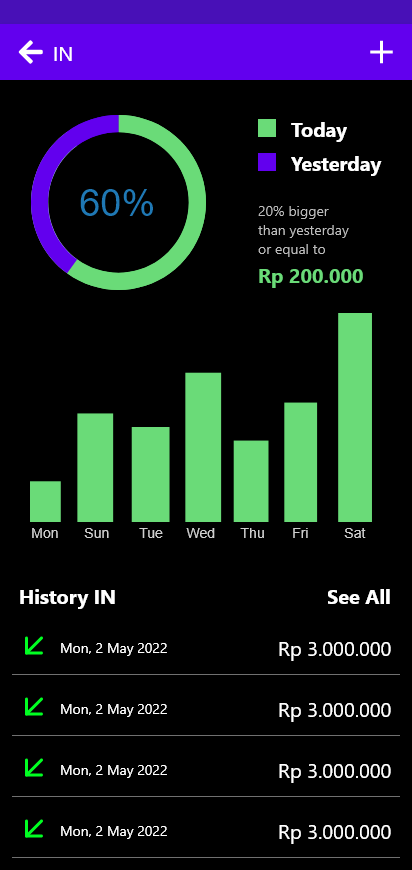 IN
60%
Today
Yesterday
20% bigger
than yesterday
or equal to
Rp 200.000
Mon Sun Tue Wed Thu Fri Sat
History IN See All
Mon, 2 May 2022 Rp 3.000.000
Mon, 2 May 2022 Rp 3.000.000
Mon, 2 May 2022 Rp 3.000.000
Mon, 2 May 2022 Rp 3.000.000